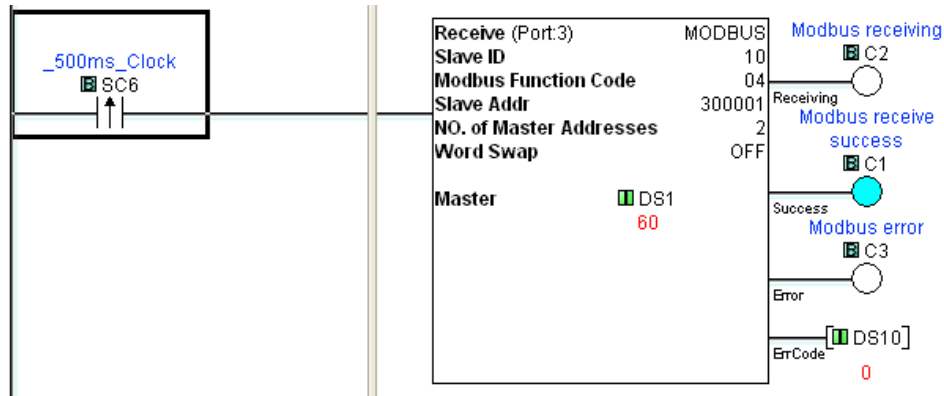 _500ms_Clock
B SC6
Receive (Port:3) MODBUS
Slave ID 10
Modbus Function Code 04
Slave Addr 300001
NO. of Master Addresses 2
Word Swap OFF
Master DS1
60
Modbus receiving
B C2
Receiving
Modbus receive
success
B C1
Success
Modbus error
B C3
Error
[DS10]
ErrCode
0